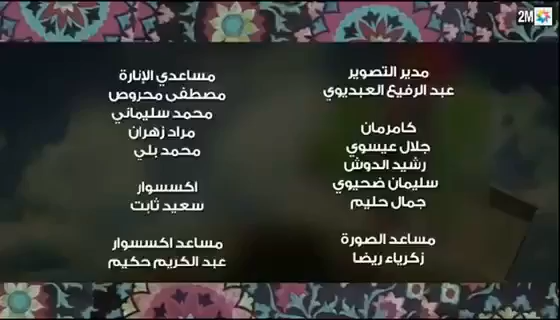 2M
مدير التصوير
عبد الرفيع العبديوي
كامرمان
جلال عيسوي
رشيد الدوش
سليمان ضحيوي
جمال حليم
مساعد الصورة
زكرياء ريضا
مساعدي الإنارة
مصطفى محروص
محمد سليماني
مراد زهران
محمد بلي
اكسسوار
سعيد ثابت
مساعد اكسسوار
عبد الكريم حكيم